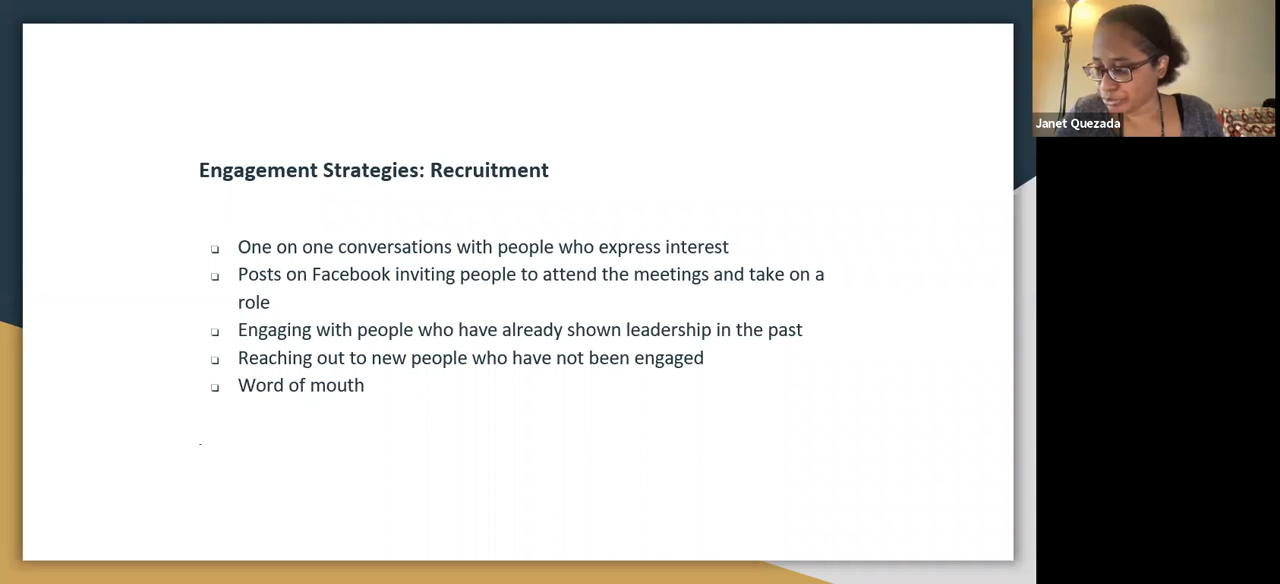 Engagement Strategies: Recruitment
❏ One on one conversations with people who express interest
❏ Posts on Facebook inviting people to attend the meetings and take on a
role
❏ Engaging with people who have already shown leadership in the past
❏ Reaching out to new people who have not been engaged
❏ Word of mouth
-
Janet Quezada